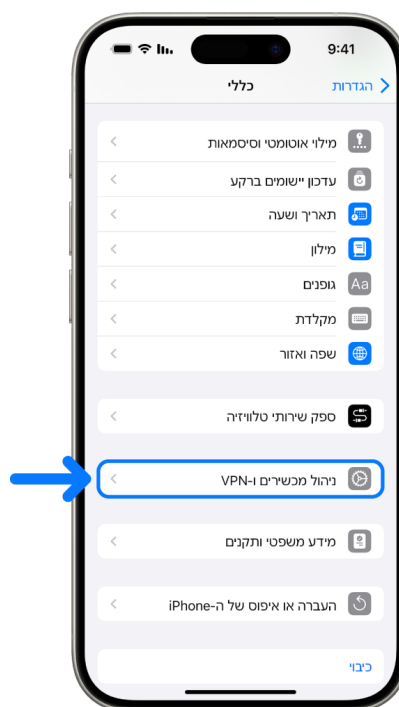 9:41
הגדרות
כללי
מילוי אוטומטי וסיסמאות
עדכון יישומים ברקע
תאריך ושעה
מילון
Aa גופנים
מקלדת
שפה ואזור
ספק שירותי טלוויזיה
ניהול מכשירים ו-VPN
מידע משפטי ותקנים
העברה או איפוס של ה-iPhone
כיבוי